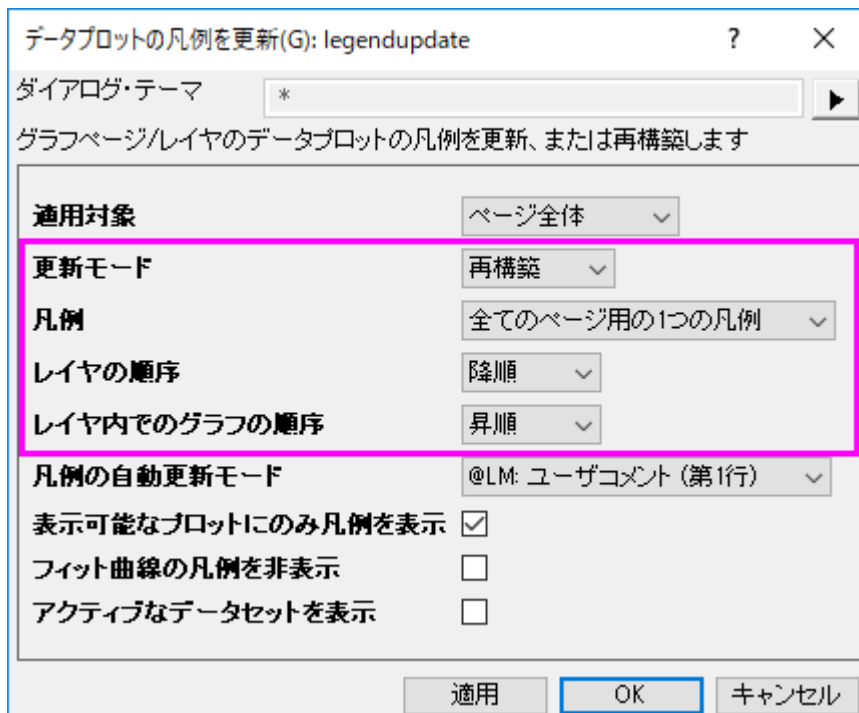 データプロットの凡例を更新(G): legendupdate ? ×
ダイアログ・テーマ *
グラフページ/レイヤのデータプロットの凡例を更新、または再構築します
適用対象 ページ全体
更新モード 再構築
凡例 全てのページ用の1つの凡例
レイヤの順序 降順
レイヤ内でのグラフの順序 昇順
凡例の自動更新モード @LM: ユーザコメント (第1行)
表示可能なプロットにのみ凡例を表示
フィット曲線の凡例を非表示
アクティブなデータセットを表示
適用 OK キャンセル